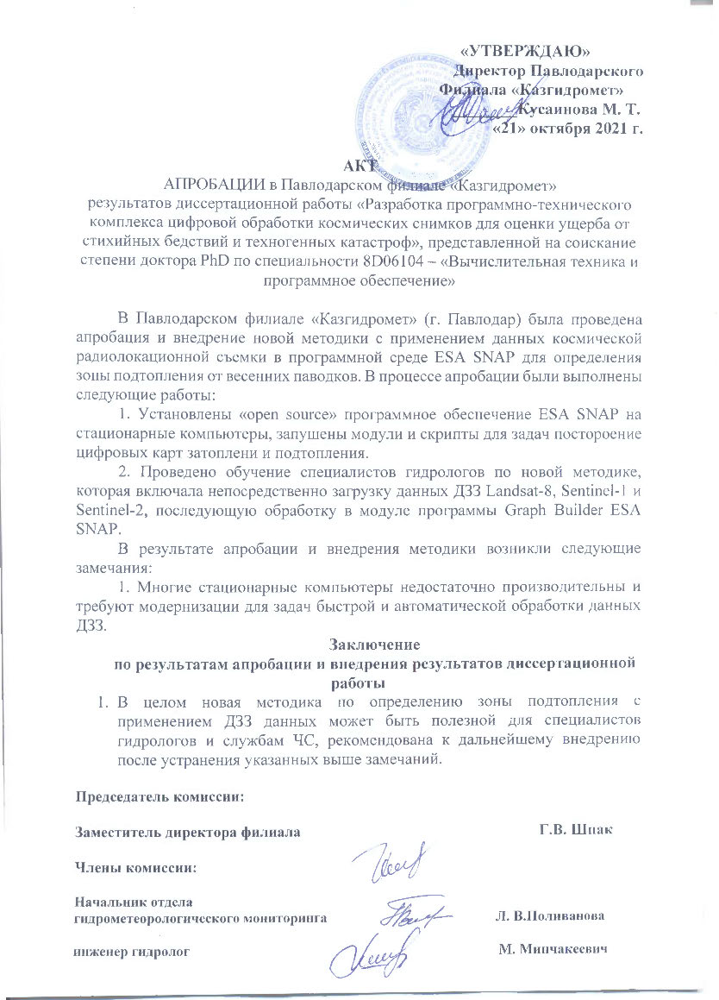 «УТВЕРЖДАЮ»
Директор Павлодарского
Филиала «Казгидромет»
Кусаинова М. Т.
«21» октября 2021 г.
АКТ
АПРОБАЦИИ в Павлодарском филиале «Казгидромет»
результатов диссертационной работы «Разработка программно-технического
комплекса цифровой обработки космических снимков для оценки ущерба от
стихийных бедствий и техногенных катастроф», представленной на соискание
степени доктора PhD по специальности 8D06104 – «Вычислительная техника и
программное обеспечение»
В Павлодарском филиале «Казгидромет» (г. Павлодар) была проведена
апробация и внедрение новой методики с применением данных космической
радиолокационной съемки в программной среде ESA SNAP для определения
зоны подтопления от весенних паводков. В процессе апробации были выполнены
следующие работы:
1. Установлены «open source» программное обеспечение ESA SNAP на
стационарные компьютеры, запушены модули и скрипты для задач постороение
цифровых карт затоплени и подтопления.
2. Проведено обучение специалистов гидрологов по новой методике,
которая включала непосредственно загрузку данных ДЗЗ Landsat-8, Sentinel-1 и
Sentinel-2, последующую обработку в модуле программы Graph Builder ESA
SNAP.
В результате апробации и внедрения методики возникли следующие
замечания:
1. Многие стационарные компьютеры недостаточно производительны и
требуют модернизации для задач быстрой и автоматической обработки данных
ДЗЗ.
Заключение
по результатам апробации и внедрения результатов диссертационной
работы
1. В целом новая методика по определению зоны подтопления с
применением ДЗЗ данных может быть полезной для специалистов
гидрологов и службам ЧС, рекомендована к дальнейшему внедрению
после устранения указанных выше замечаний.
Председатель комиссии:
Заместитель директора филиала Г.В. Шпак
Члены комиссии:
Начальник отдела
гидрометеорологического мониторинга Л. В.Поливанова
инженер гидролог М. Минчакевич